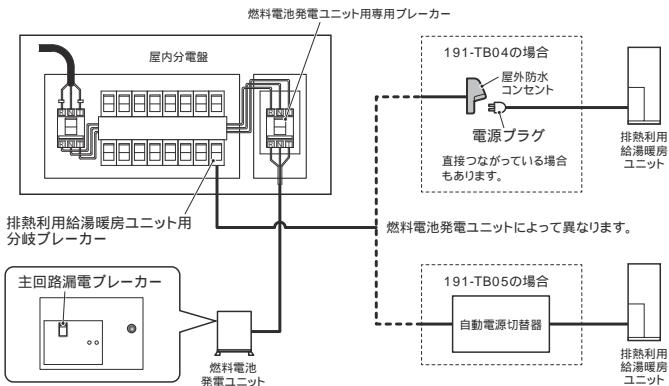 燃料電池発電ユニット用専用ブレーカー
屋内分電盤
191-TB04の場合
屋外防水
コンセント
電源プラグ
直接つながっている場合
もあります。
排熱利用
給湯暖房
ユニット
排熱利用給湯暖房ユニット用
分岐ブレーカー
燃料電池発電ユニットによって異なります。
主回路漏電ブレーカー
燃料電池
発電ユニット
191-TB05の場合
自動電源切替器
排熱利用
給湯暖房
ユニット